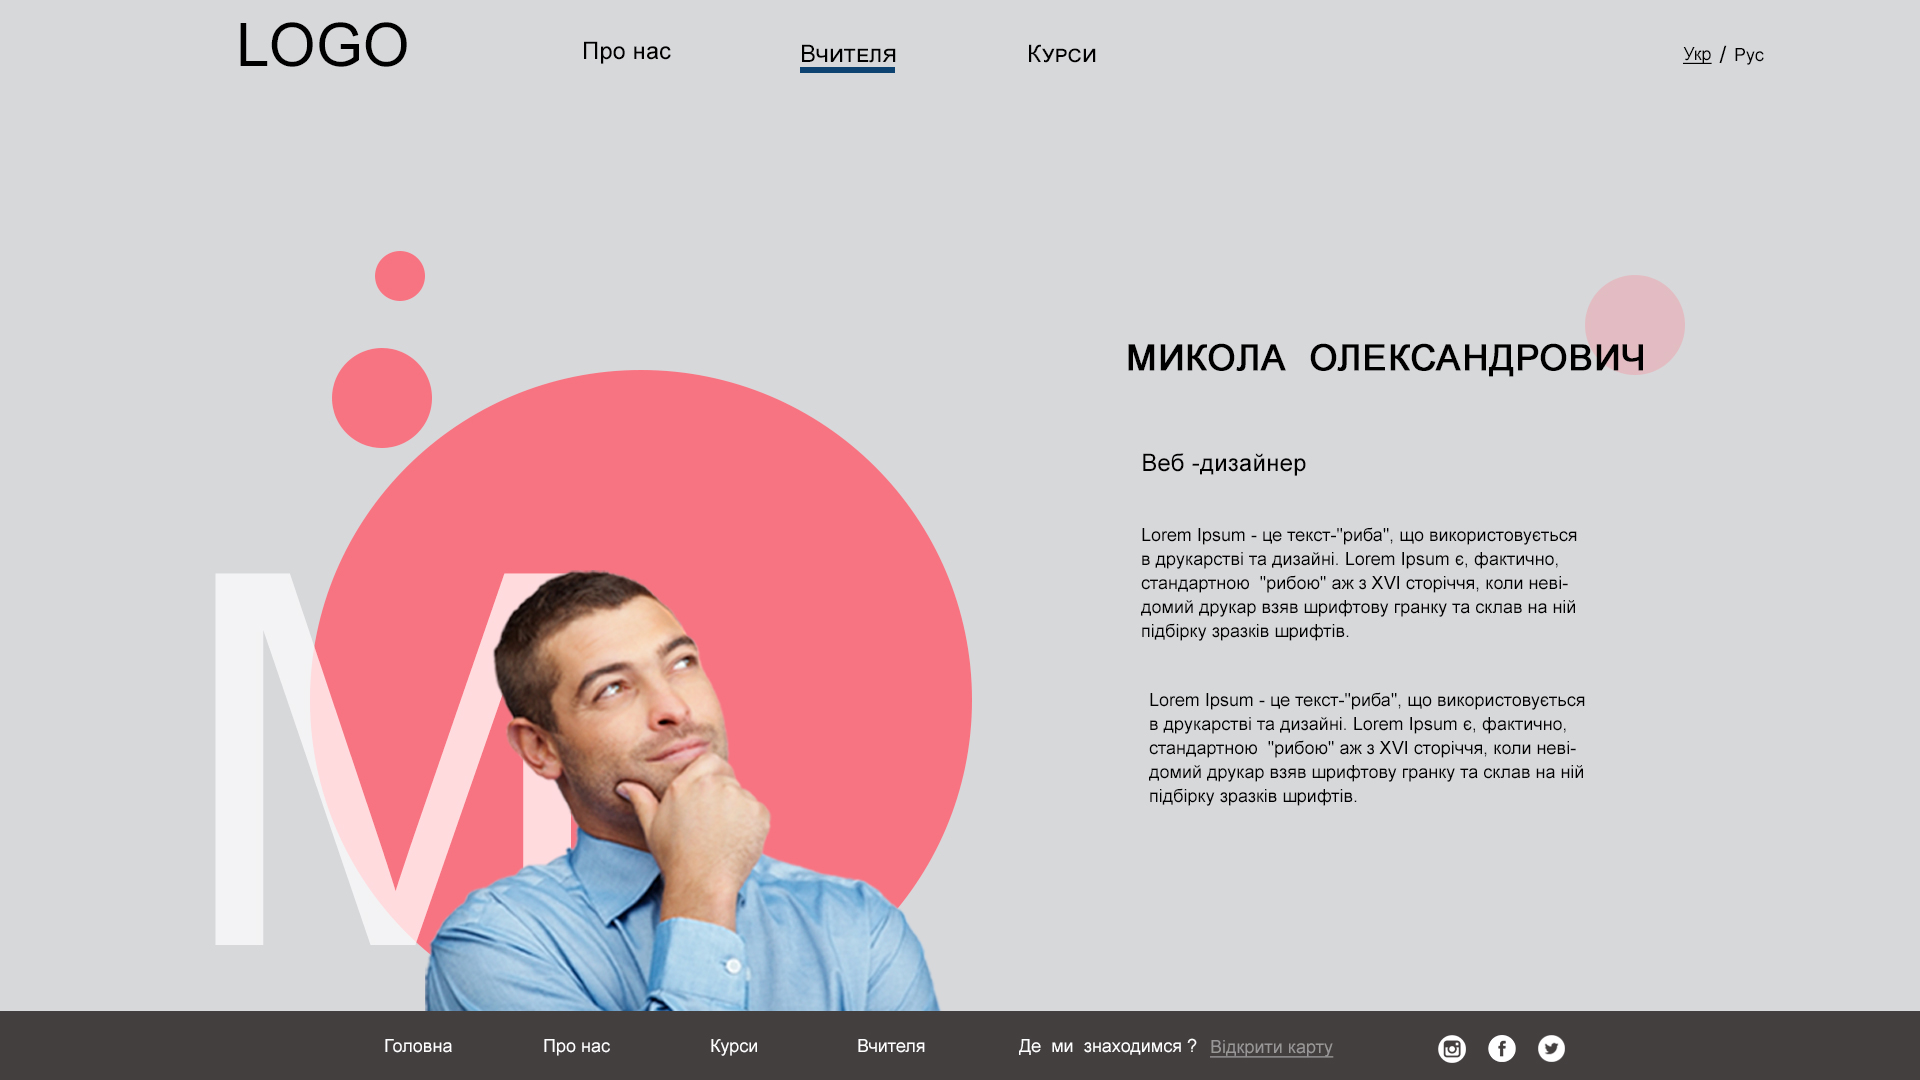 LOGO
Про нас
Вчителя
Курси
Укр / Рус
МИКОЛА ОЛЕКСАНДРОВИЧ
Веб -дизайнер
Lorem Ipsum - це текст-"риба", що використовується
в друкарстві та дизайні. Lorem Ipsum є, фактично,
стандартною "рибою" аж з XVI сторіччя, коли неві-
домий друкар взяв шрифтову гранку та склав на ній
підбірку зразків шрифтів.
Lorem Ipsum - це текст-"риба", що використовується
в друкарстві та дизайні. Lorem Ipsum є, фактично,
стандартною "рибою" аж з XVI сторіччя, коли неві-
домий друкар взяв шрифтову гранку та склав на ній
підбірку зразків шрифтів.
М
Головна
Про нас
Курси
Вчителя
Де ми знаходимся ? Відкрити карту